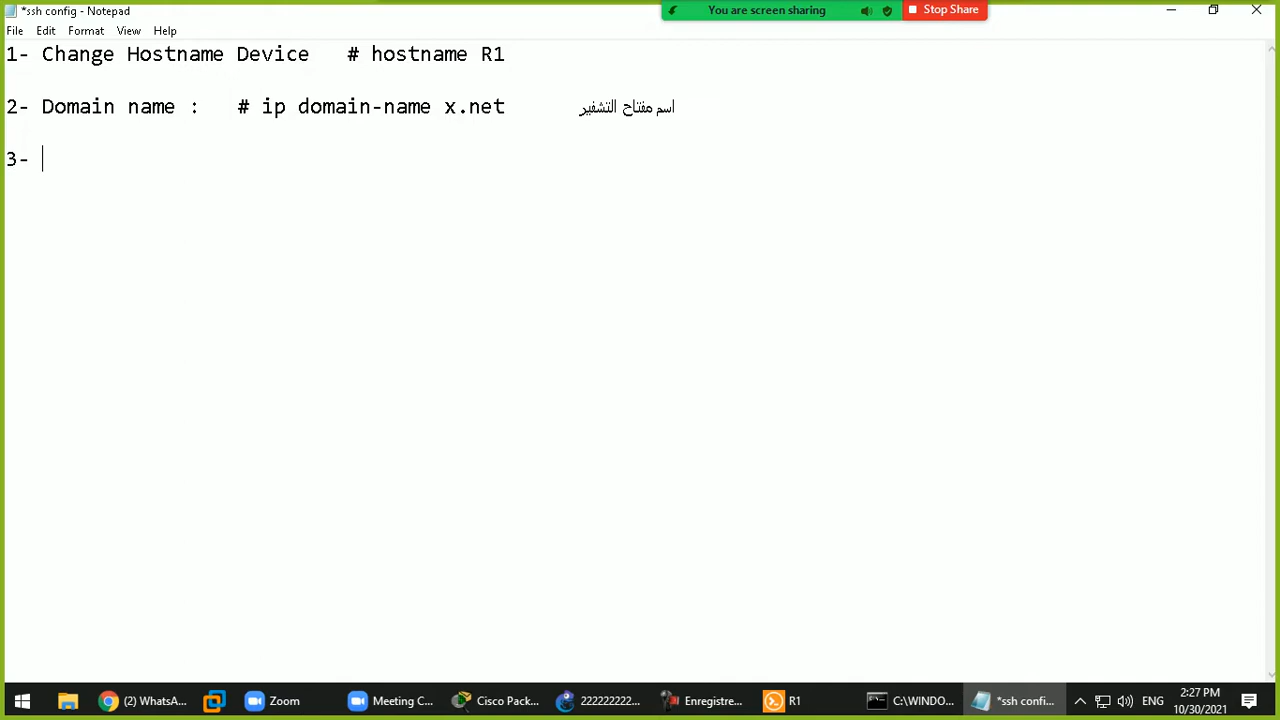 *ssh config - Notepad
You are screen sharing
Stop Share
File Edit Format View Help
1- Change Hostname Device # hostname R1
2- Domain name : # ip domain-name x.net اسم مفتاح التشفير
3-
(2) WhatsA...
Zoom
Meeting C...
Cisco Pack...
222222222...
Enregistre...
R1
C:\WINDO...
*ssh confi...
ENG
2:27 PM
10/30/2021